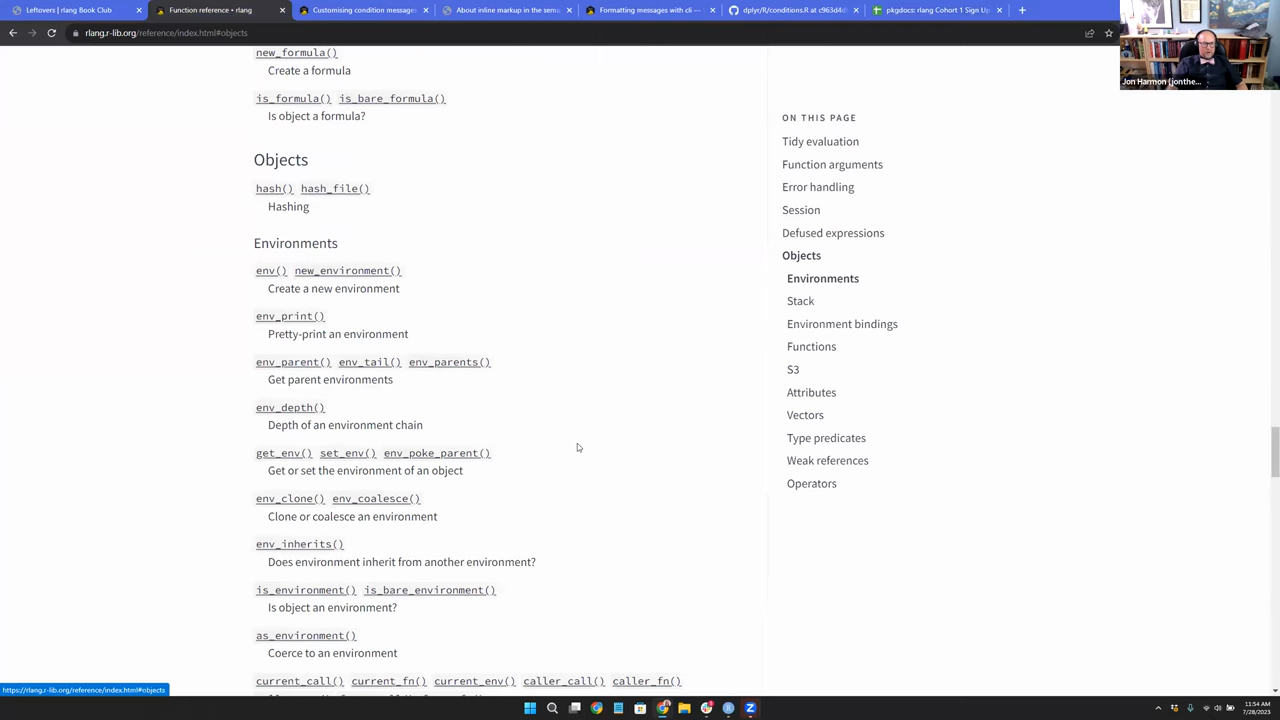 Leftovers | rlang Book Club
Function reference • rlang
Customising condition messages
About inline markup in the sema
Formatting messages with cli —
dplyr/R/conditions.R at c963d4d
pkgdocs: rlang Cohort 1 Sign Up
rlang.r-lib.org/reference/index.html#objects
Jon Harmon (jonthe...
new_formula()
Create a formula
is_formula() is_bare_formula()
Is object a formula?
Objects
hash() hash_file()
Hashing
Environments
env() new_environment()
Create a new environment
env_print()
Pretty-print an environment
env_parent() env_tail() env_parents()
Get parent environments
env_depth()
Depth of an environment chain
get_env() set_env() env_poke_parent()
Get or set the environment of an object
env_clone() env_coalesce()
Clone or coalesce an environment
env_inherits()
Does environment inherit from another environment?
is_environment() is_bare_environment()
Is object an environment?
as_environment()
Coerce to an environment
current_call() current_fn() current_env() caller_call() caller_fn()
ON THIS PAGE
Tidy evaluation
Function arguments
Error handling
Session
Defused expressions
Objects
Environments
Stack
Environment bindings
Functions
S3
Attributes
Vectors
Type predicates
Weak references
Operators
https://rlang.r-lib.org/reference/index.html#objects
11:54 AM
7/28/2023